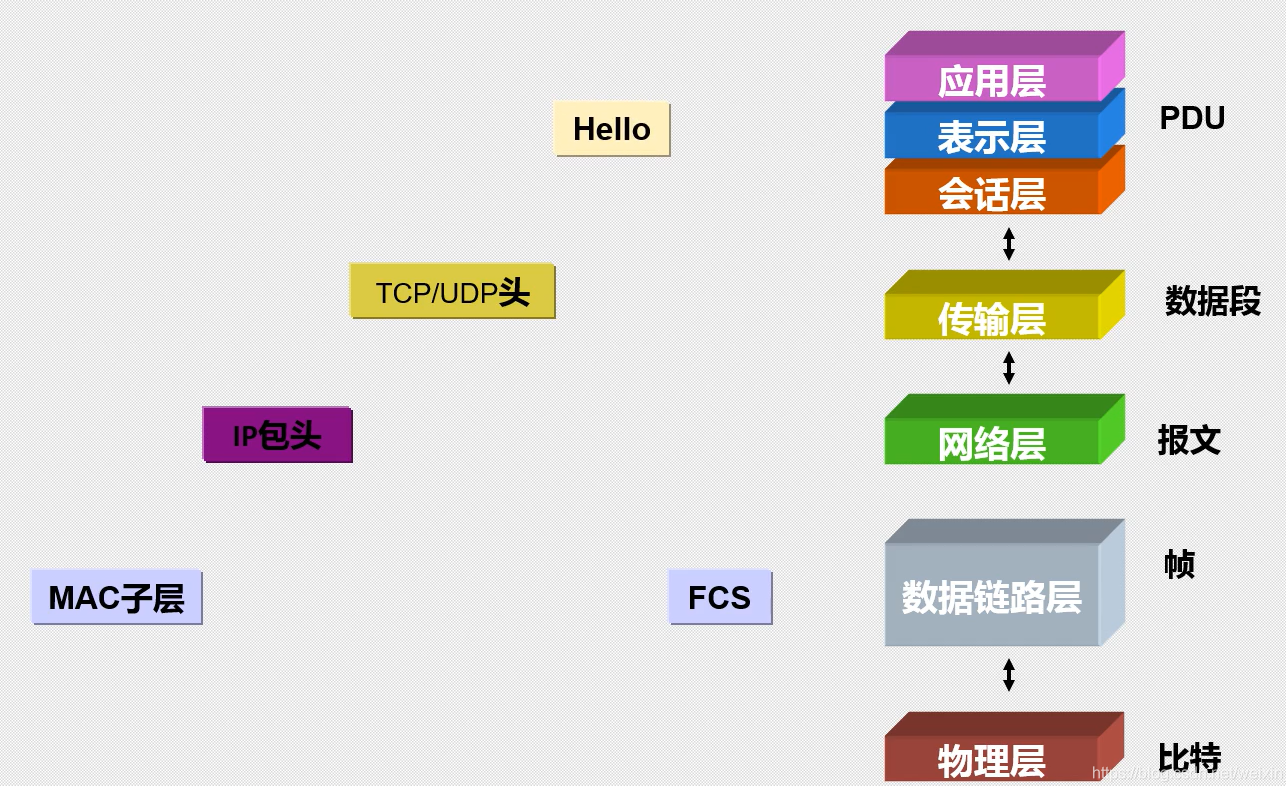 应用层
Hello
表示层
PDU
会话层
TCP/UDP头
传输层
数据段
IP包头
网络层
报文
MAC子层
FCS
数据链路层
帧
物理层
比特
https://blog.csdn.net/weixin